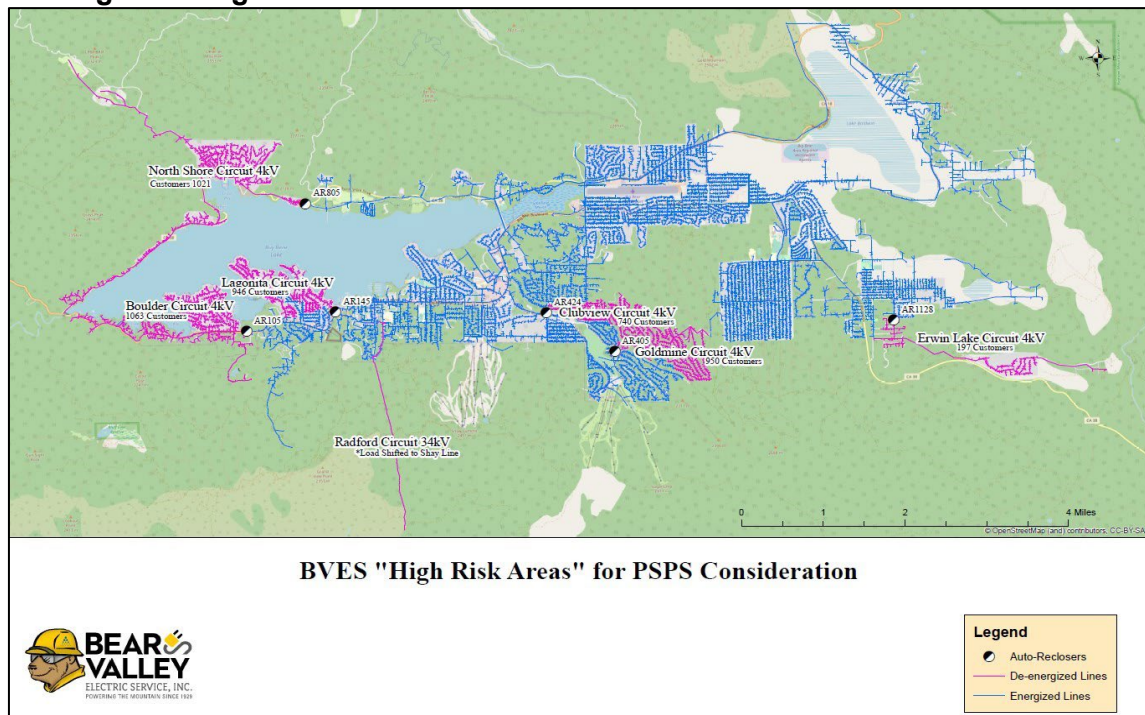 North Shore Circuit 4kV
Customers 1021
AR805
Lagonita Circuit 4kV
946 Customers
Boulder Circuit 4kV
1063 Customers
AR105
AR145
AR424
Clubview Circuit 4kV
740 Customers
AR405
Goldmine Circuit 4kV
950 Customers
AR1128
Erwin Lake Circuit 4kV
197 Customers
Radford Circuit 34kV
*Load Shifted to Shay Line
0 1 2 4 Miles
© OpenStreetMap (and) contributors, CC-BY-SA
BVES "High Risk Areas" for PSPS Consideration
BEAR
VALLEY
ELECTRIC SERVICE, INC.
POWERING THE MOUNTAIN SINCE 1929
Legend
Auto-Reclosers
De-energized Lines
Energized Lines